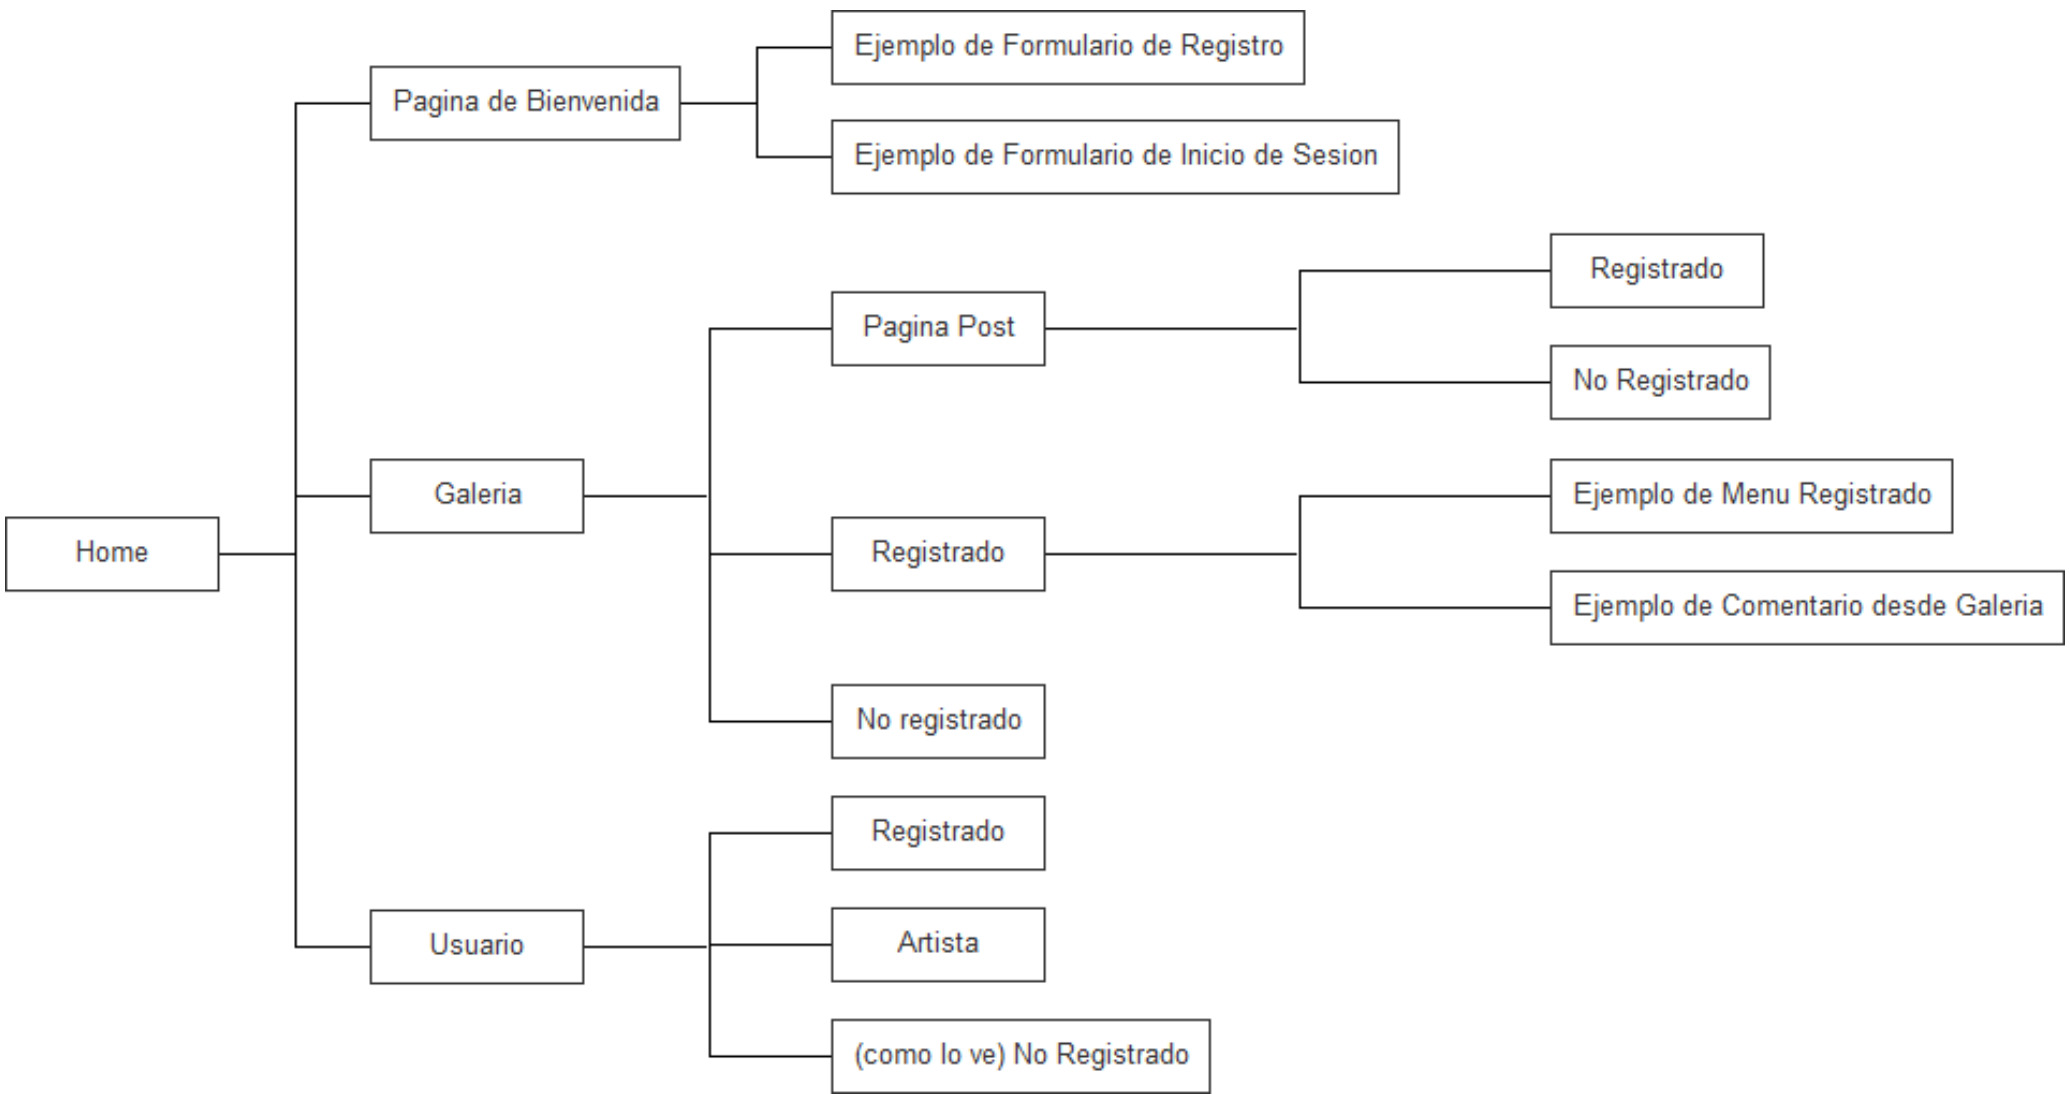 Home
Pagina de Bienvenida
Ejemplo de Formulario de Registro
Ejemplo de Formulario de Inicio de Sesion
Galeria
Pagina Post
Registrado
No Registrado
Registrado
Ejemplo de Menu Registrado
Ejemplo de Comentario desde Galeria
No registrado
Usuario
Registrado
Artista
(como lo ve) No Registrado